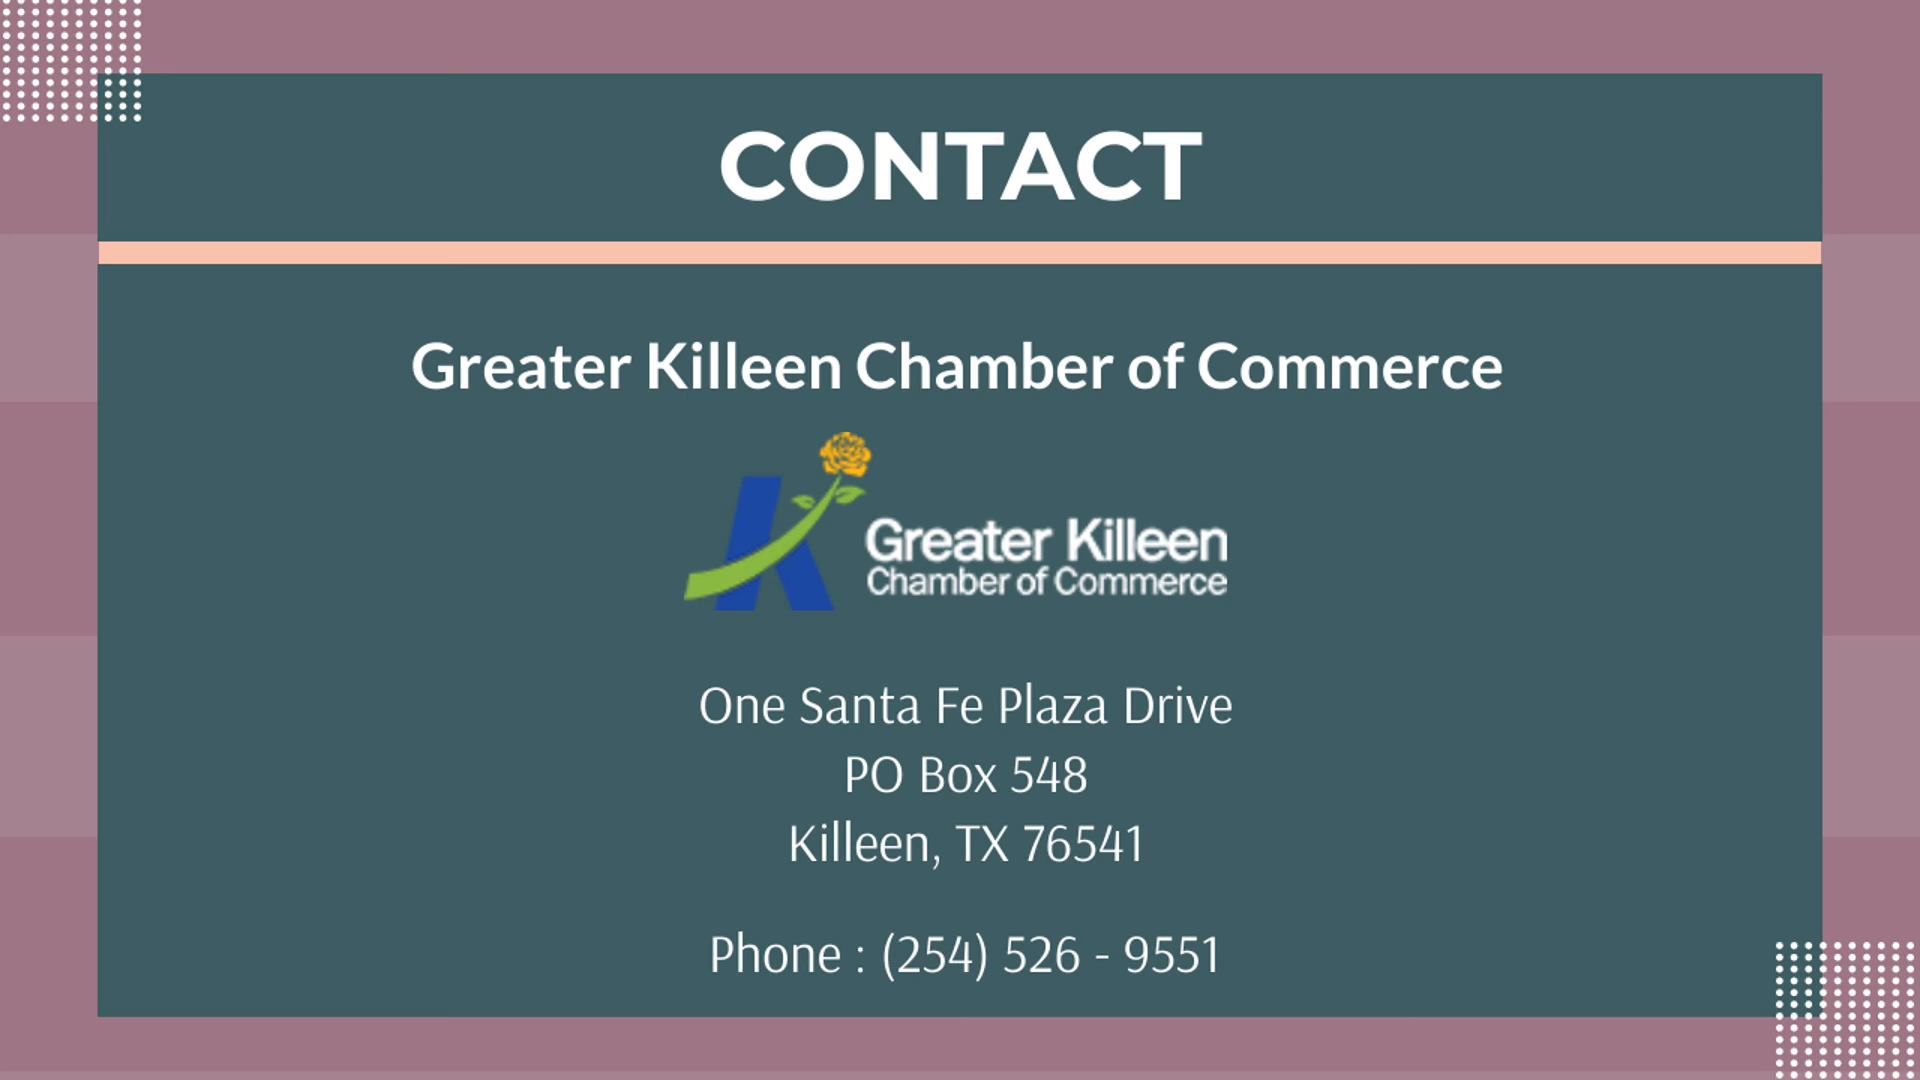 CONTACT
Greater Killeen Chamber of Commerce
Greater Killeen
Chamber of Commerce
One Santa Fe Plaza Drive
PO Box 548
Killeen, TX 76541
Phone : (254) 526 - 9551